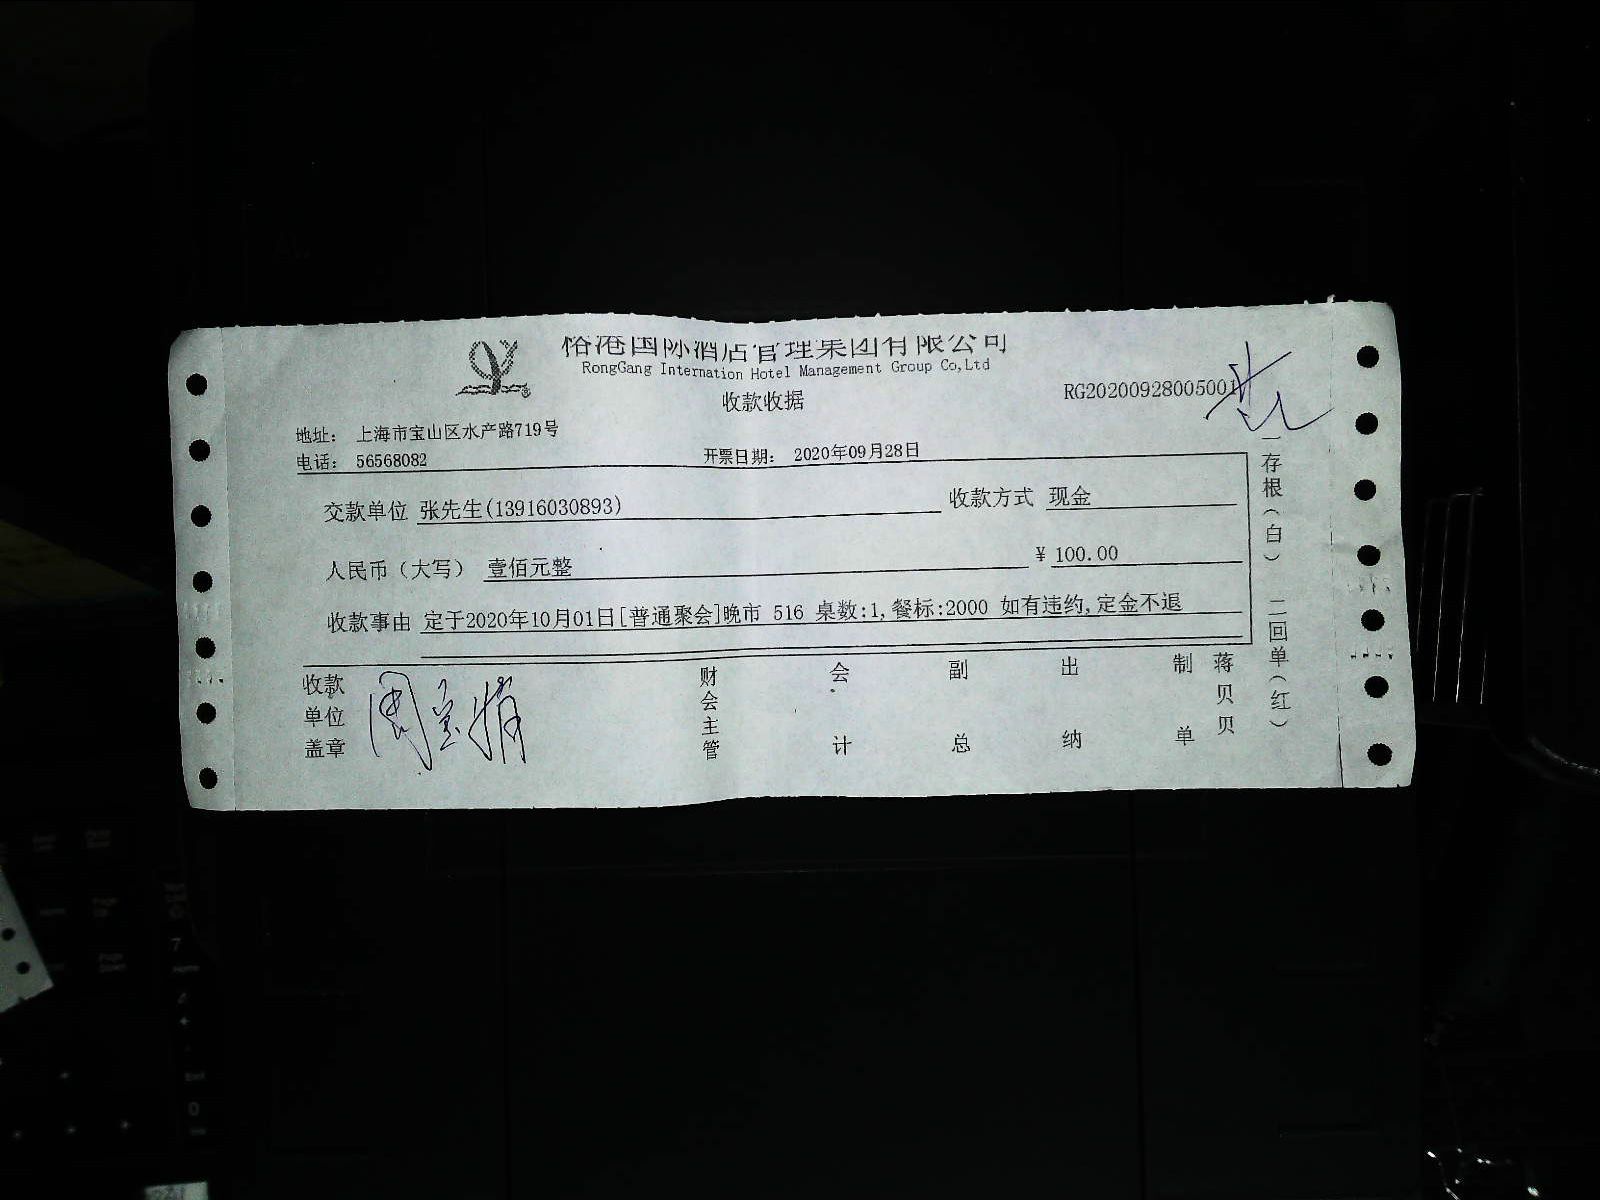 榕港国际酒店管理集团有限公司
RongGang Internation Hotel Management Group Co,Ltd
收款收据
RG20200928005001
地址： 上海市宝山区水产路719号
电话： 56568082
开票日期： 2020年09月28日
交款单位 张先生(13916030893)
收款方式 现金
人民币（大写） 壹佰元整
¥ 100.00
收款事由 定于2020年10月01日[普通聚会]晚市 516 桌数:1,餐标:2000 如有违约,定金不退
收款
单位
盖章
财会主管
会计
副总
出纳
制单
蒋贝贝
一存根（白） 二回单（红）
7
Home
4
0